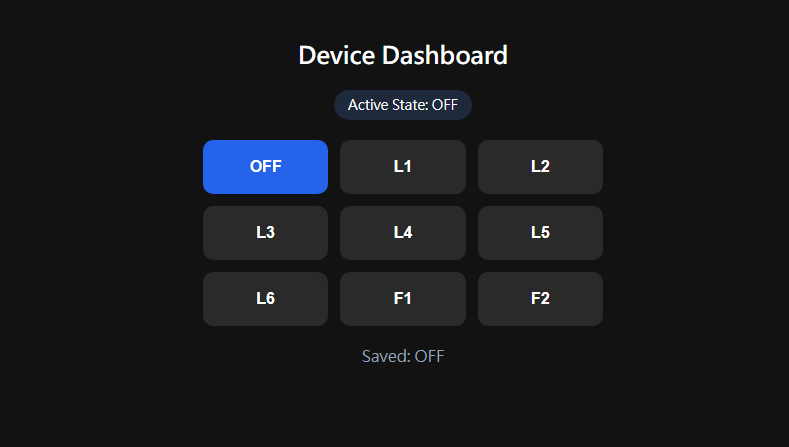 Device Dashboard
Active State: OFF
OFF L1 L2
L3 L4 L5
L6 F1 F2
Saved: OFF